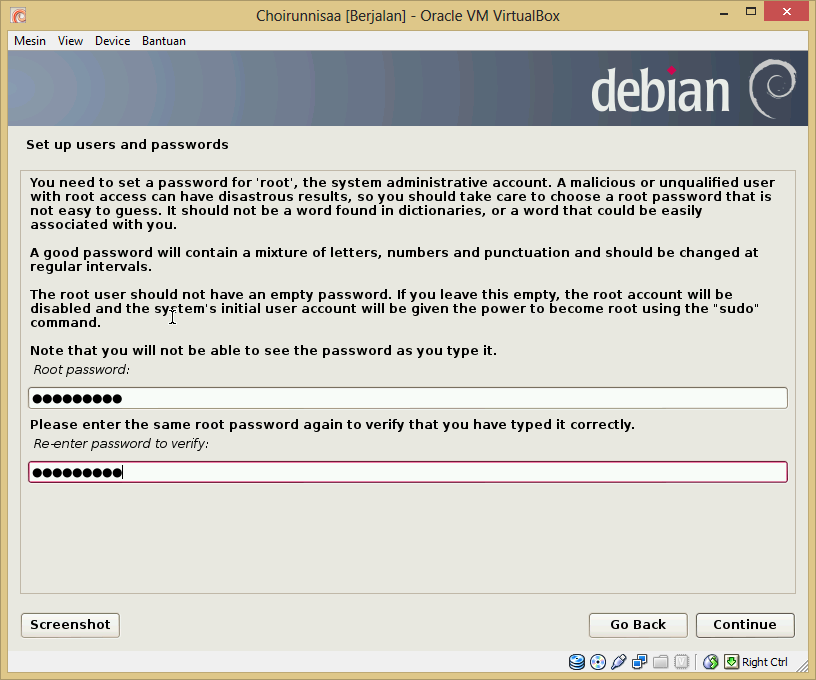 Choirunnisaa [Berjalan] - Oracle VM VirtualBox
Mesin View Device Bantuan
debian
Set up users and passwords
You need to set a password for 'root', the system administrative account. A malicious or unqualified user
with root access can have disastrous results, so you should take care to choose a root password that is
not easy to guess. It should not be a word found in dictionaries, or a word that could be easily
associated with you.
A good password will contain a mixture of letters, numbers and punctuation and should be changed at
regular intervals.
The root user should not have an empty password. If you leave this empty, the root account will be
disabled and the system's initial user account will be given the power to become root using the "sudo"
command.
Note that you will not be able to see the password as you type it.
Root password:
●●●●●●●●●
Please enter the same root password again to verify that you have typed it correctly.
Re-enter password to verify:
●●●●●●●●●
Screenshot Go Back Continue
Right Ctrl